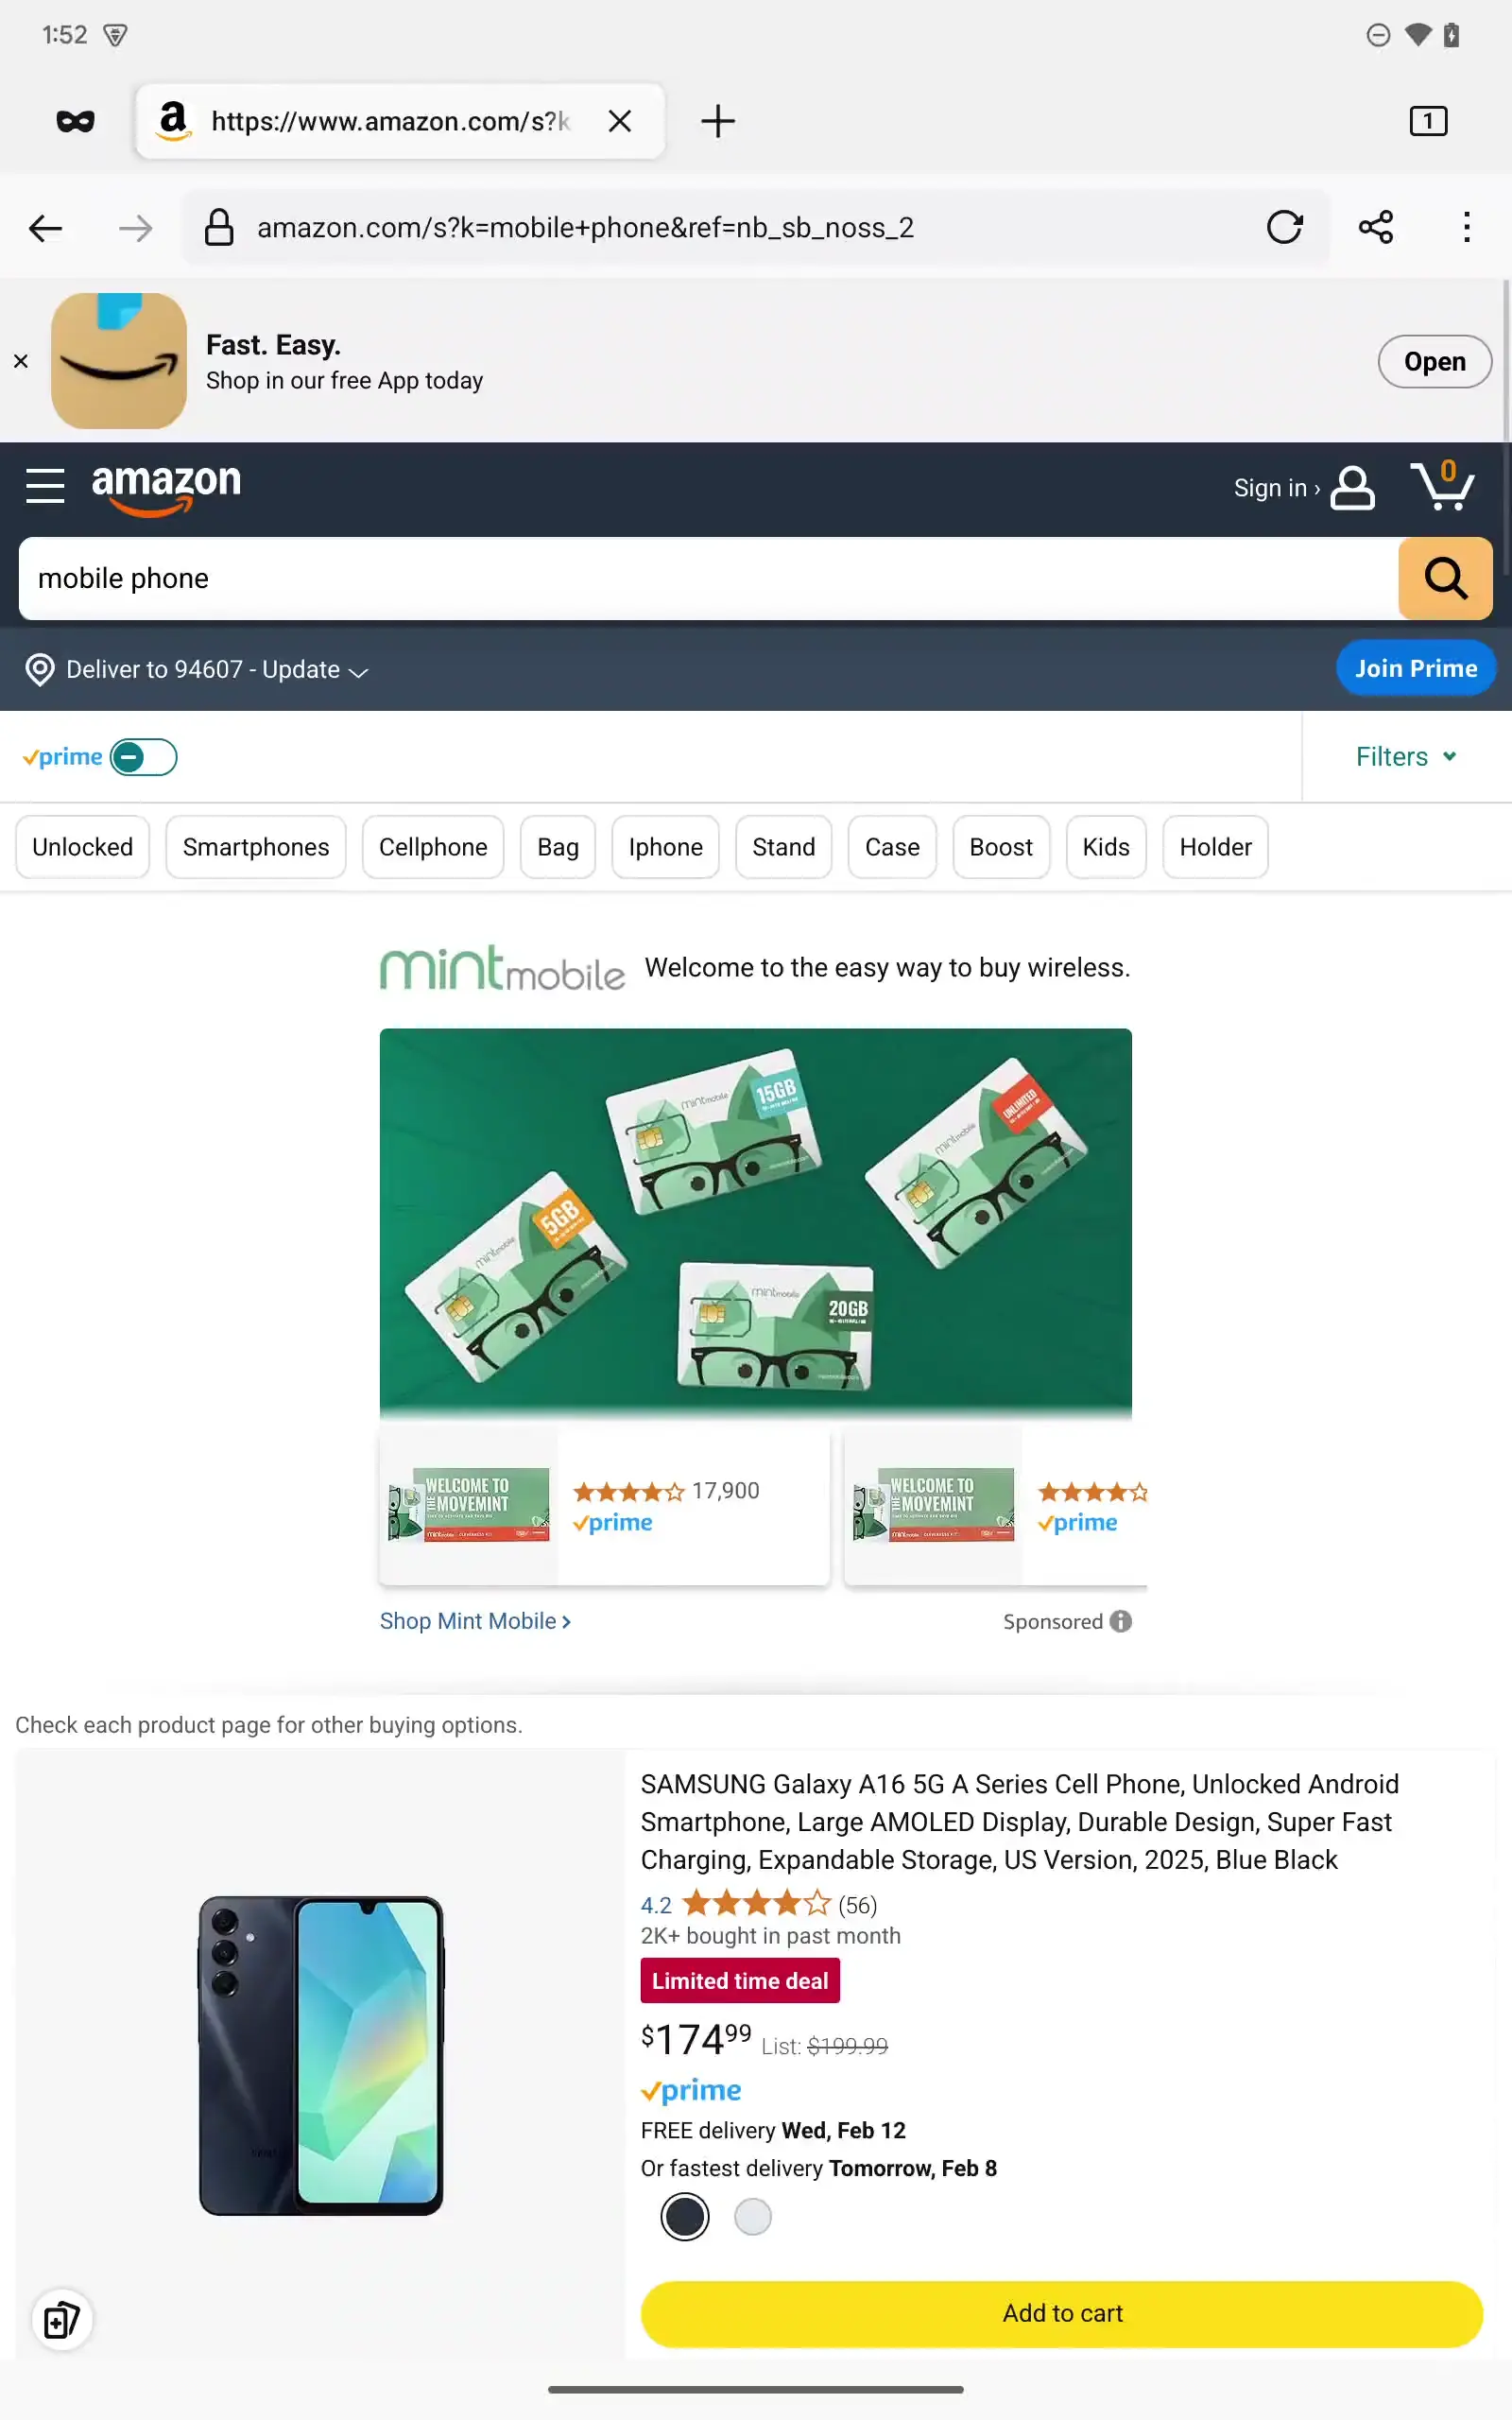 1:52
https://www.amazon.com/s?k
1
amazon.com/s?k=mobile+phone&ref=nb_sb_noss_2
Fast. Easy.
Shop in our free App today
Open
amazon
Sign in ›
0
mobile phone
Deliver to 94607 - Update
Join Prime
prime
Filters
Unlocked
Smartphones
Cellphone
Bag
Iphone
Stand
Case
Boost
Kids
Holder
mint mobile
Welcome to the easy way to buy wireless.
mintmobile
15GB
mintmobile
UNLIMITED
mintmobile
5GB
mintmobile
20GB
WELCOME TO
THE MOVEMINT
17,900
prime
WELCOME TO
THE MOVEMINT
prime
Shop Mint Mobile ›
Sponsored
Check each product page for other buying options.
SAMSUNG Galaxy A16 5G A Series Cell Phone, Unlocked Android
Smartphone, Large AMOLED Display, Durable Design, Super Fast
Charging, Expandable Storage, US Version, 2025, Blue Black
4.2 (56)
2K+ bought in past month
Limited time deal
$174.99 List: $199.99
prime
FREE delivery Wed, Feb 12
Or fastest delivery Tomorrow, Feb 8
Add to cart